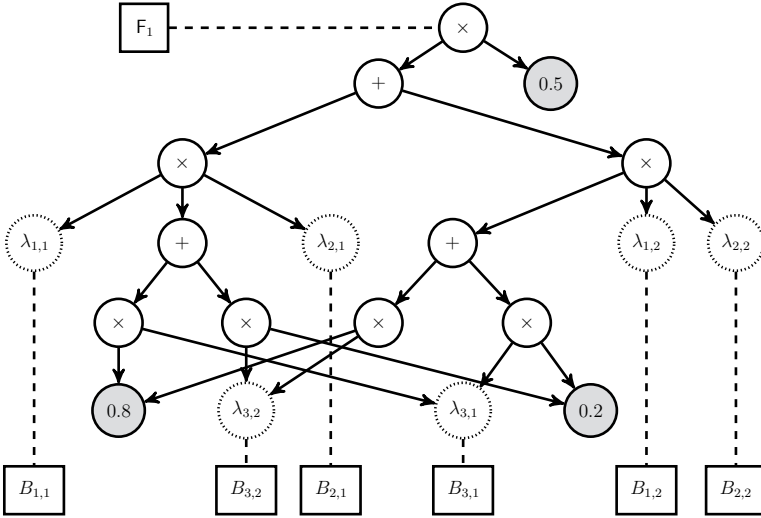 F₁ ×
+ 0.5
× ×
λ₁,₁ + λ₂,₁ + λ₁,₂ λ₂,₂
× × × ×
0.8 λ₃,₂ λ₃,₁ 0.2
B₁,₁ B₃,₂ B₂,₁ B₃,₁ B₁,₂ B₂,₂